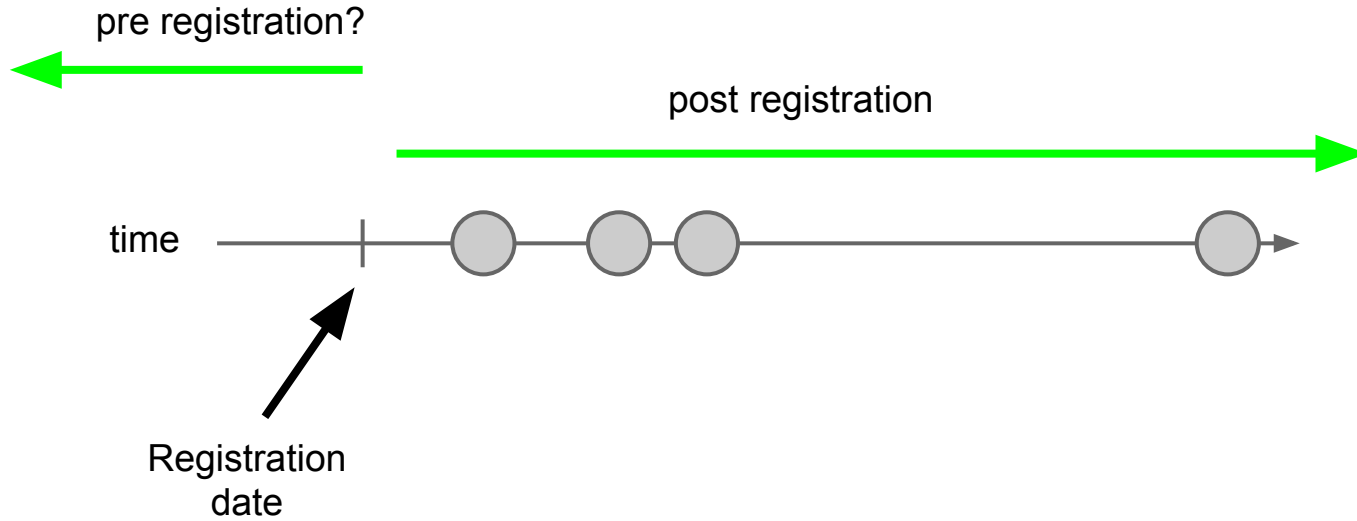 pre registration?
post registration
time
Registration
date